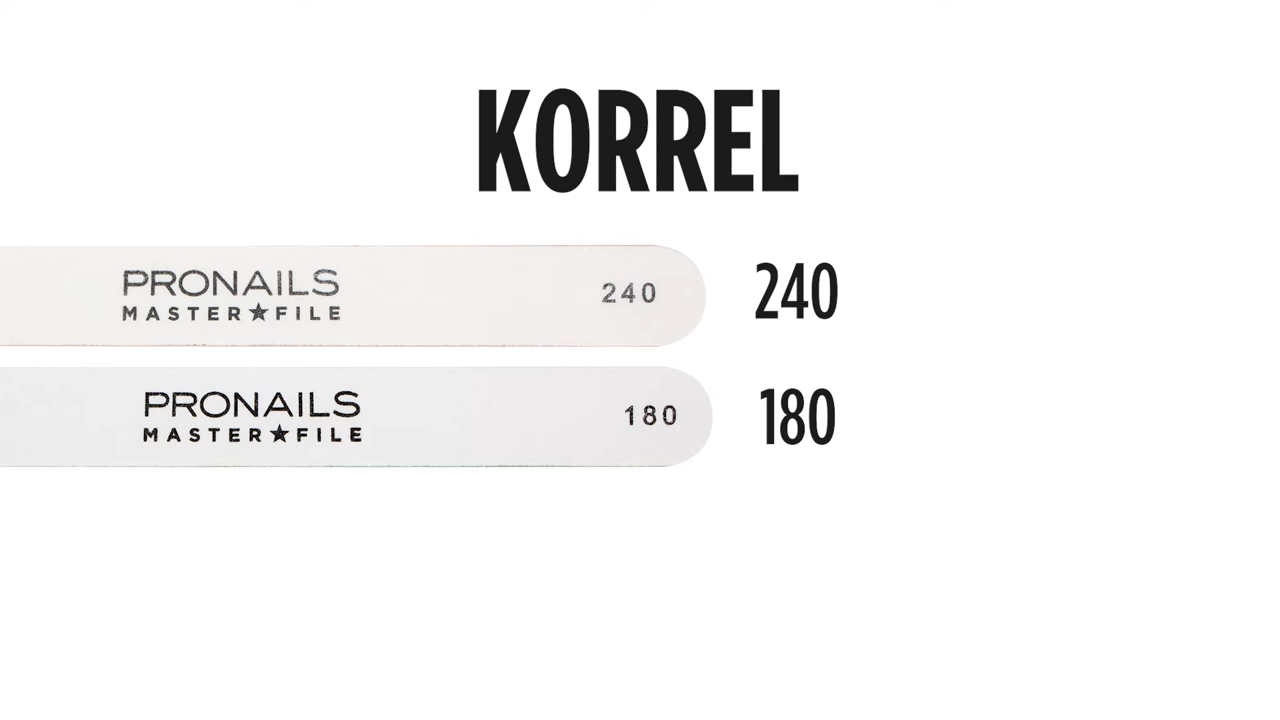 KORREL
PRONAILS
MASTER★FILE
240
240
PRONAILS
MASTER★FILE
180
180